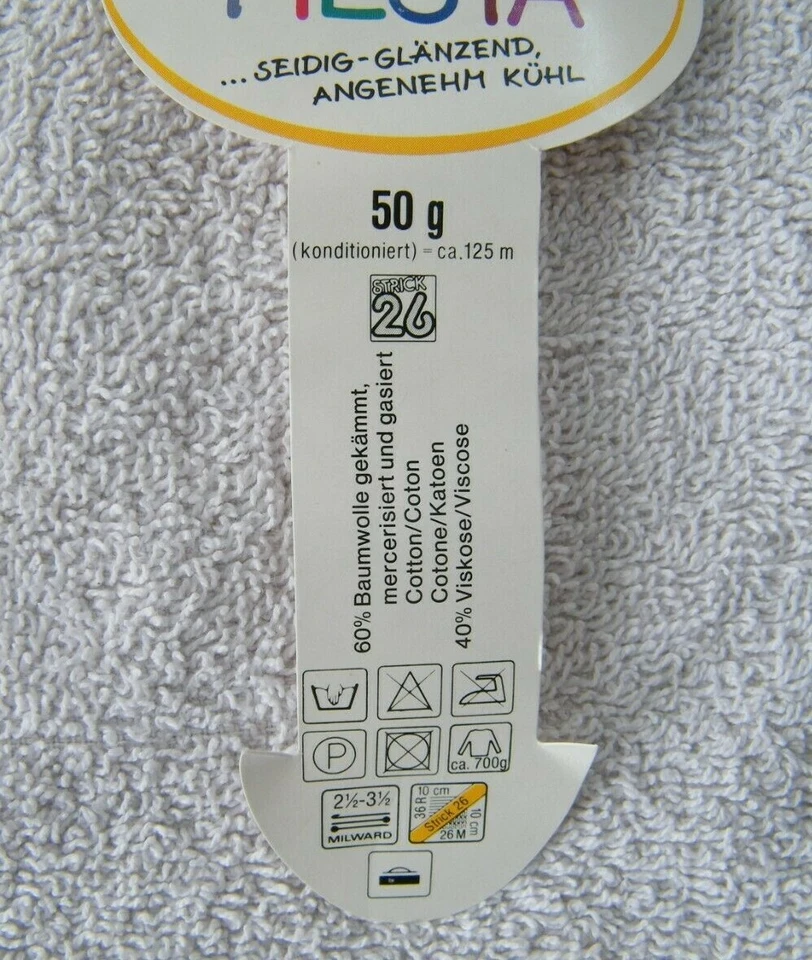 FIESTA
...SEIDIG-GLÄNZEND,
ANGENEHM KÜHL
50 g
(konditioniert) = ca.125 m
STRICK
26
60% Baumwolle gekämmt,
mercerisiert und gasiert
Cotton/Coton
Cotone/Katoen
40% Viskose/Viscose
P
ca. 700g
2½-3½
MILWARD
10 cm
36 R
Strick 26
10 cm
26 M